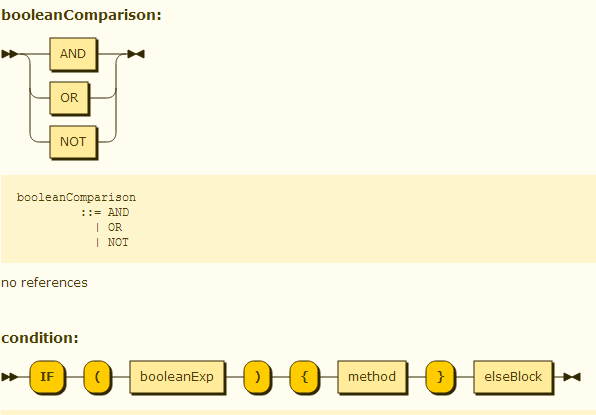 booleanComparison:
AND
OR
NOT
booleanComparison
::= AND
| OR
| NOT
no references
condition:
IF ( booleanExp ) { method } elseBlock